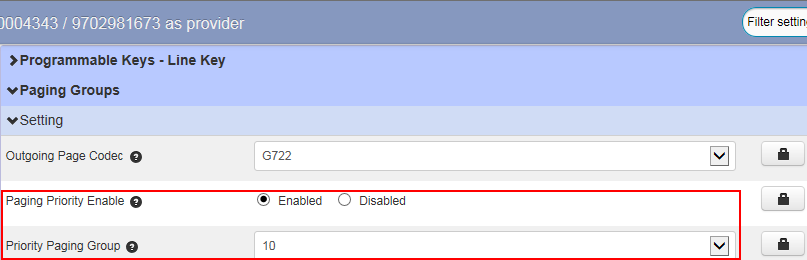 0004343 / 9702981673 as provider
Filter settin
Programmable Keys - Line Key
Paging Groups
Setting
Outgoing Page Codec
G722
Paging Priority Enable
Enabled Disabled
Priority Paging Group
10